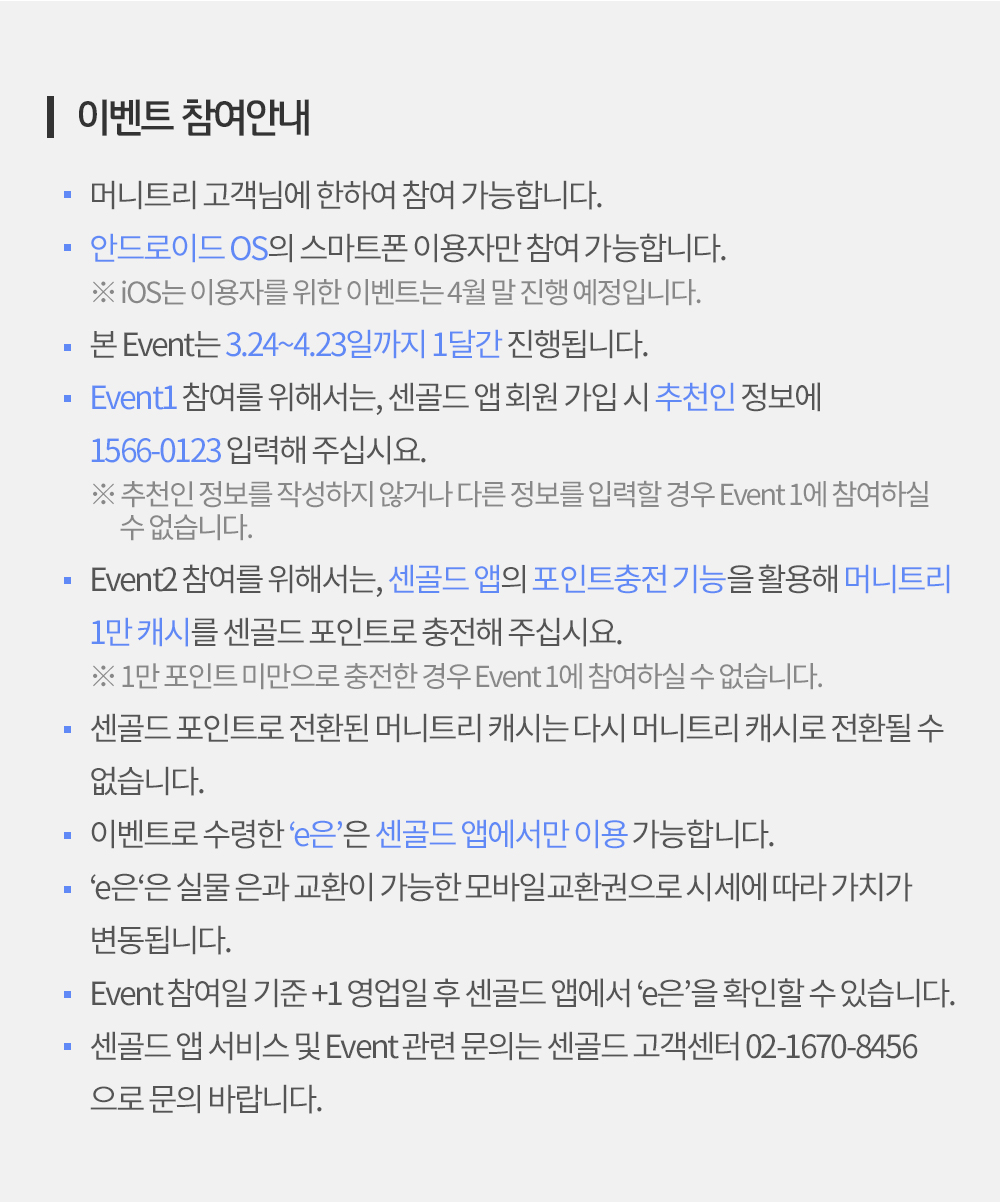 이벤트 참여안내
머니트리 고객님에 한하여 참여 가능합니다.
안드로이드 OS의 스마트폰 이용자만 참여 가능합니다.
※ iOS는 이용자를 위한 이벤트는 4월 말 진행 예정입니다.
본 Event는 3.24~4.23일까지 1달간 진행됩니다.
Event1 참여를 위해서는, 센골드 앱 회원 가입 시 추천인 정보에
1566-0123 입력해 주십시요.
※ 추천인 정보를 작성하지 않거나 다른 정보를 입력할 경우 Event 1에 참여하실
수 없습니다.
Event2 참여를 위해서는, 센골드 앱의 포인트충전 기능을 활용해 머니트리
1만 캐시를 센골드 포인트로 충전해 주십시요.
※ 1만 포인트 미만으로 충전한 경우 Event 1에 참여하실 수 없습니다.
센골드 포인트로 전환된 머니트리 캐시는 다시 머니트리 캐시로 전환될 수
없습니다.
이벤트로 수령한 ‘e은’은 센골드 앱에서만 이용 가능합니다.
‘e은‘은 실물 은과 교환이 가능한 모바일교환권으로 시세에 따라 가치가
변동됩니다.
Event 참여일 기준 +1 영업일 후 센골드 앱에서 ‘e은’을 확인할 수 있습니다.
센골드 앱 서비스 및 Event 관련 문의는 센골드 고객센터 02-1670-8456
으로 문의 바랍니다.